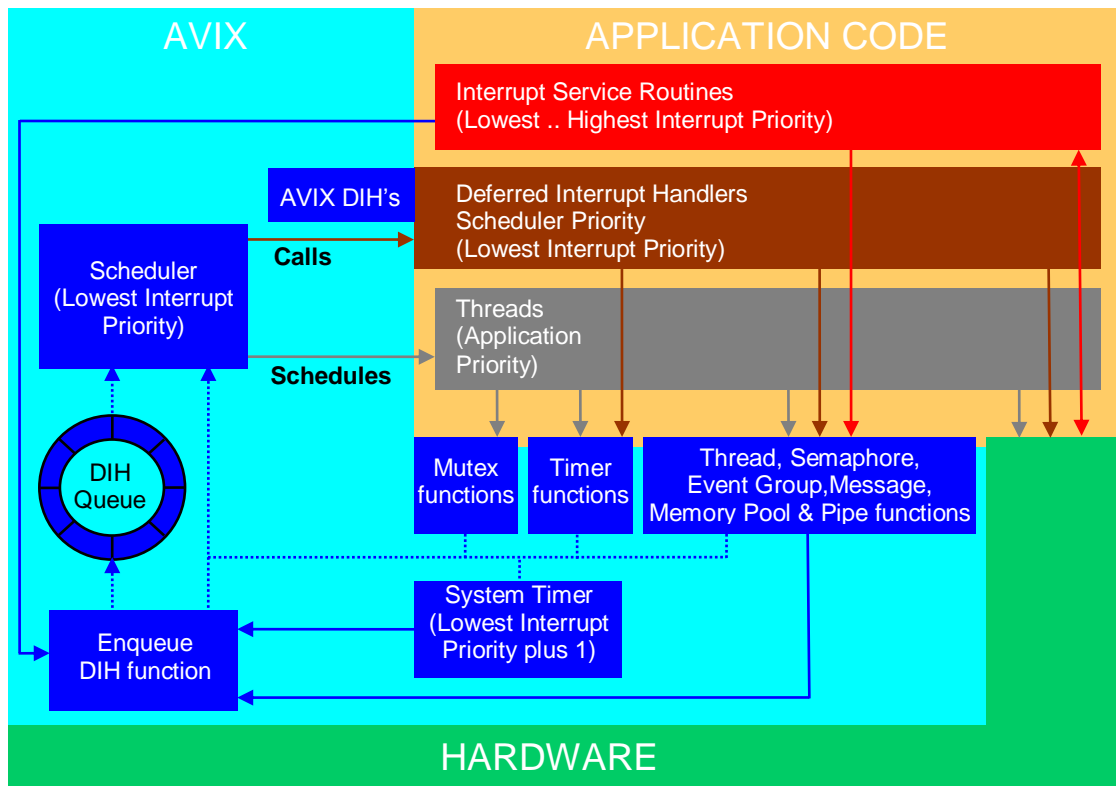 AVIX
APPLICATION CODE
Interrupt Service Routines
(Lowest .. Highest Interrupt Priority)
AVIX DIH's
Deferred Interrupt Handlers
Scheduler Priority
(Lowest Interrupt Priority)
Scheduler
(Lowest Interrupt
Priority)
Calls
Threads
(Application
Priority)
Schedules
DIH
Queue
Mutex
functions
Timer
functions
Thread, Semaphore,
Event Group,Message,
Memory Pool & Pipe functions
System Timer
(Lowest Interrupt
Priority plus 1)
Enqueue
DIH function
HARDWARE